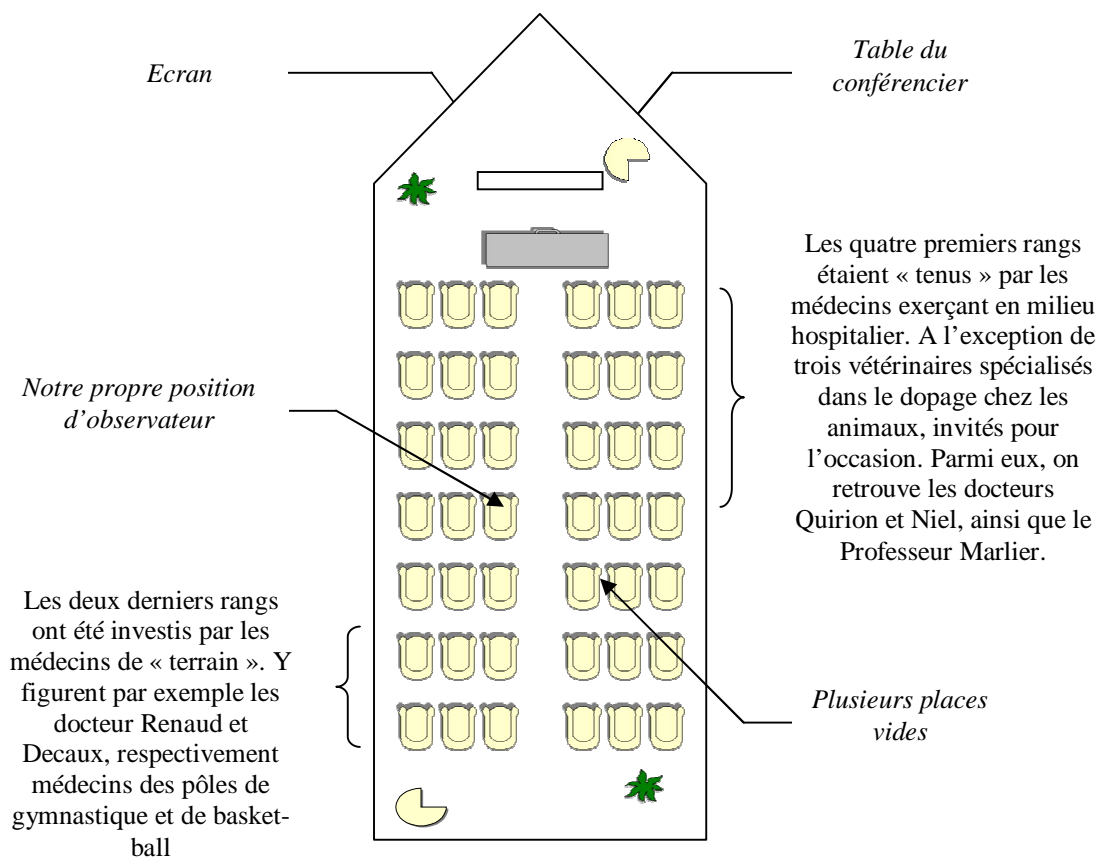 Ecran
Table du
conférencier
Les quatre premiers rangs
étaient « tenus » par les
médecins exerçant en milieu
hospitalier. A l’exception de
trois vétérinaires spécialisés
dans le dopage chez les
animaux, invités pour
l’occasion. Parmi eux, on
retrouve les docteurs
Quirion et Niel, ainsi que le
Professeur Marlier.
Notre propre position
d’observateur
Les deux derniers rangs
ont été investis par les
médecins de « terrain ». Y
figurent par exemple les
docteur Renaud et
Decaux, respectivement
médecins des pôles de
gymnastique et de basket-
ball
Plusieurs places
vides